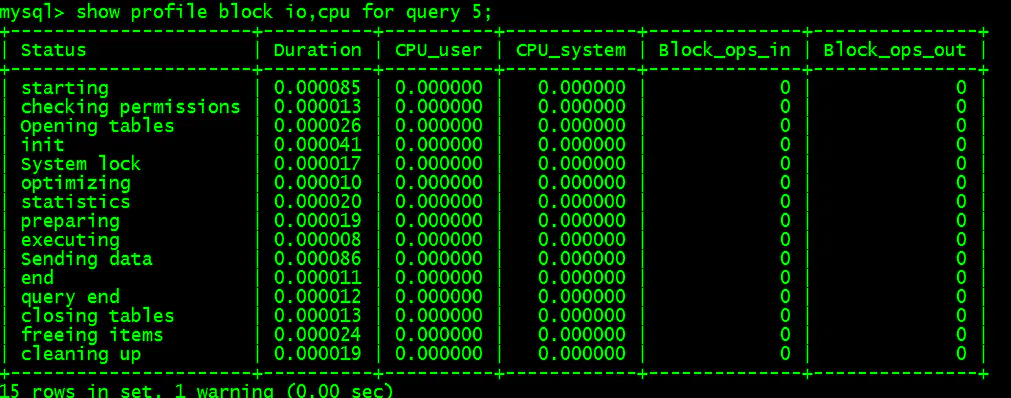 mysql> show profile block io,cpu for query 5;
+----------------------+----------+----------+------------+--------------+---------------+
| Status | Duration | CPU_user | CPU_system | Block_ops_in | Block_ops_out |
+----------------------+----------+----------+------------+--------------+---------------+
| starting | 0.000085 | 0.000000 | 0.000000 | 0 | 0 |
| checking permissions | 0.000013 | 0.000000 | 0.000000 | 0 | 0 |
| Opening tables | 0.000026 | 0.000000 | 0.000000 | 0 | 0 |
| init | 0.000041 | 0.000000 | 0.000000 | 0 | 0 |
| System lock | 0.000017 | 0.000000 | 0.000000 | 0 | 0 |
| optimizing | 0.000010 | 0.000000 | 0.000000 | 0 | 0 |
| statistics | 0.000020 | 0.000000 | 0.000000 | 0 | 0 |
| preparing | 0.000019 | 0.000000 | 0.000000 | 0 | 0 |
| executing | 0.000008 | 0.000000 | 0.000000 | 0 | 0 |
| Sending data | 0.000086 | 0.000000 | 0.000000 | 0 | 0 |
| end | 0.000011 | 0.000000 | 0.000000 | 0 | 0 |
| query end | 0.000012 | 0.000000 | 0.000000 | 0 | 0 |
| closing tables | 0.000013 | 0.000000 | 0.000000 | 0 | 0 |
| freeing items | 0.000024 | 0.000000 | 0.000000 | 0 | 0 |
| cleaning up | 0.000019 | 0.000000 | 0.000000 | 0 | 0 |
+----------------------+----------+----------+------------+--------------+---------------+
15 rows in set, 1 warning (0.00 sec)